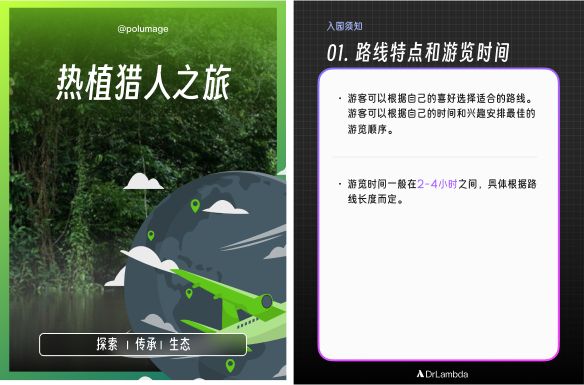 @polumage
热植猎人之旅
探索 | 传承 | 生态
入园须知
01. 路线特点和游览时间
· 游客可以根据自己的喜好选择适合的路线。
游客可以根据自己的时间和兴趣安排最佳的
游览顺序。
· 游览时间一般在2-4小时之间，具体根据路
线长度而定。
DrLambda